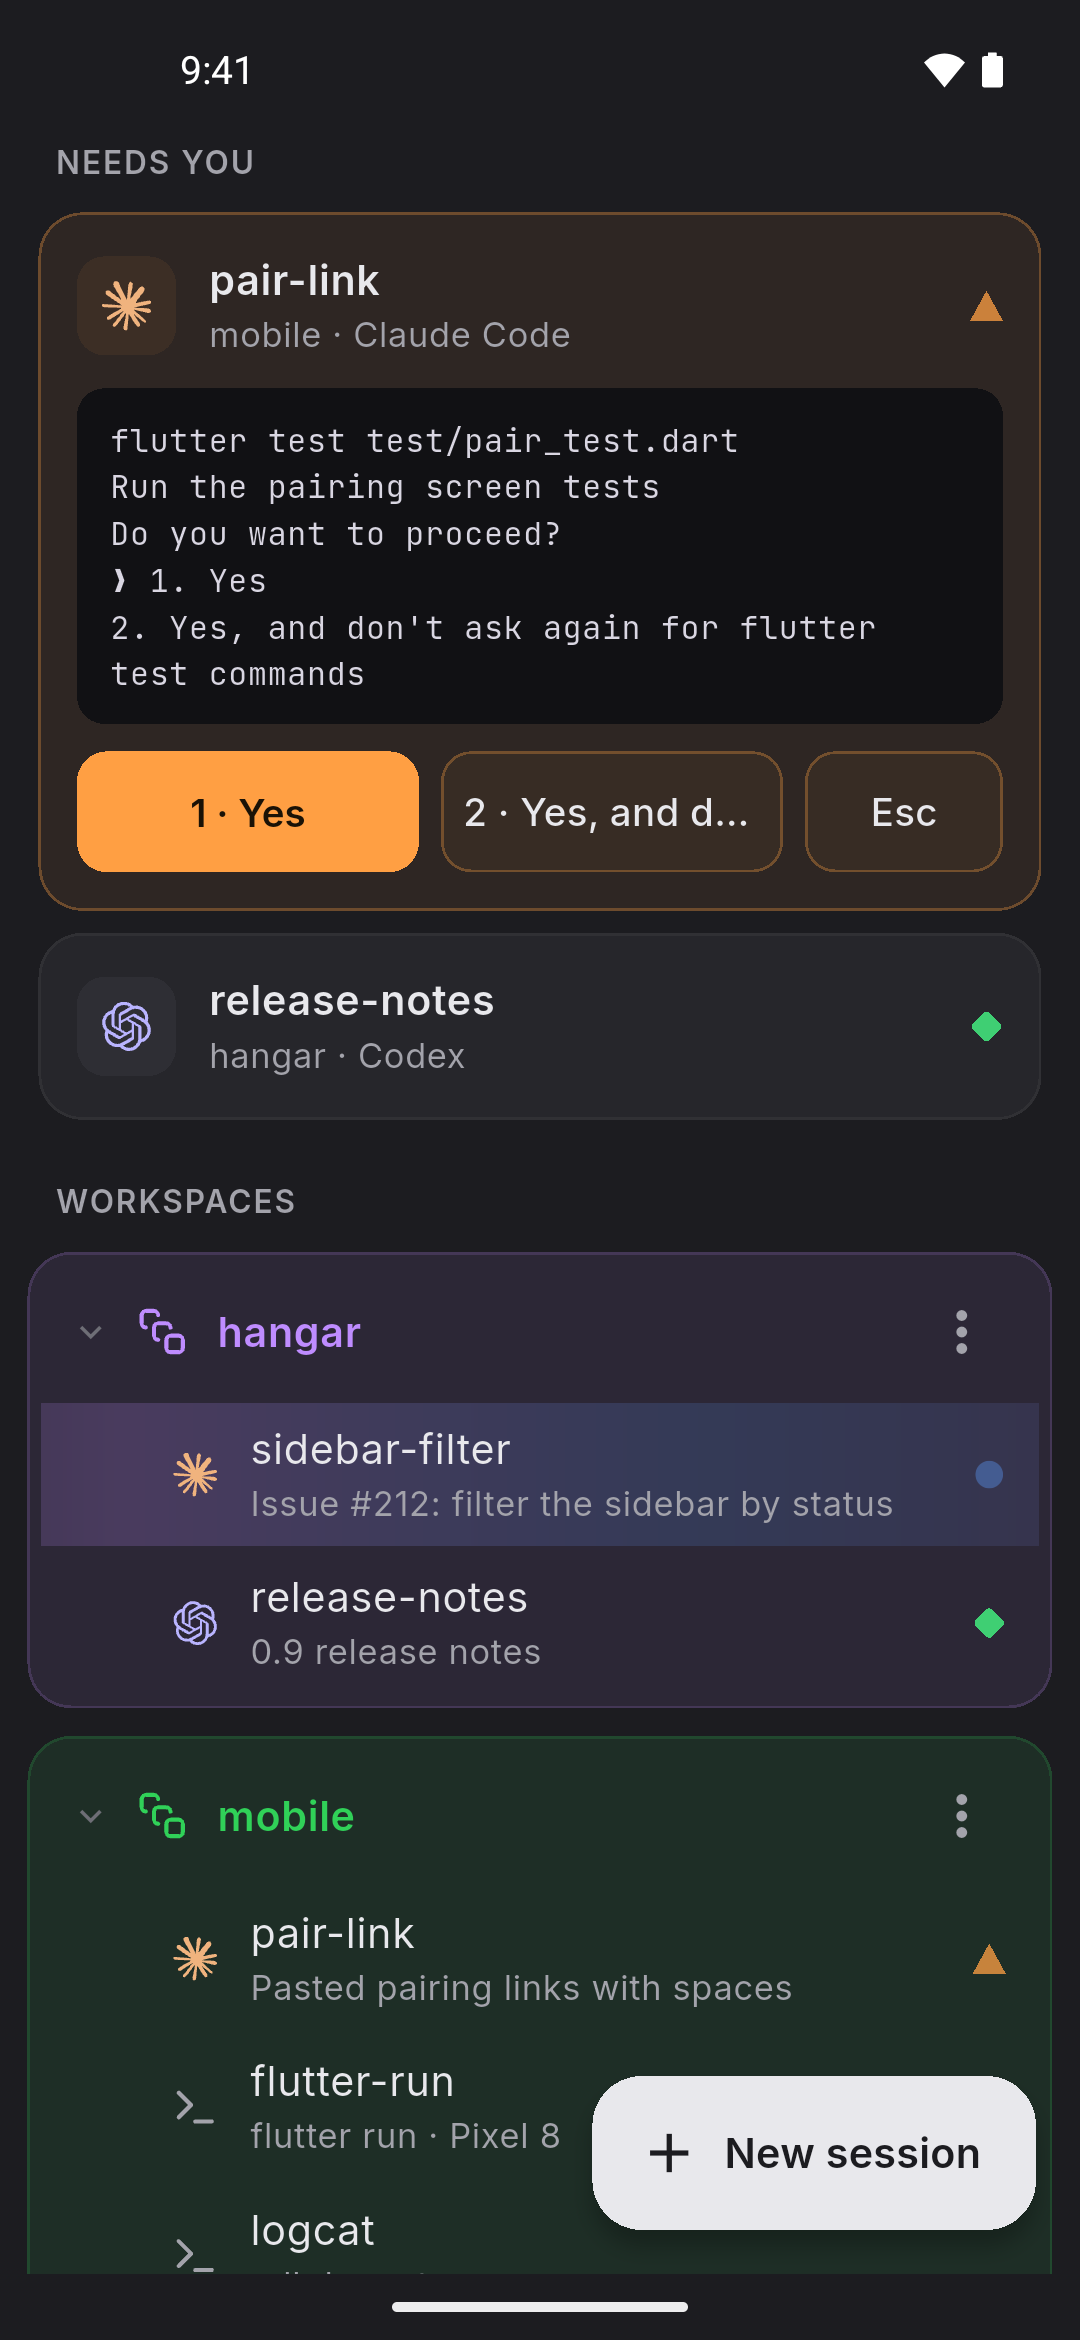 9:41
NEEDS YOU
pair-link
mobile · Claude Code
flutter test test/pair_test.dart
Run the pairing screen tests
Do you want to proceed?
❯ 1. Yes
2. Yes, and don't ask again for flutter
test commands
1 · Yes
2 · Yes, and d...
Esc
release-notes
hangar · Codex
WORKSPACES
hangar
sidebar-filter
Issue #212: filter the sidebar by status
release-notes
0.9 release notes
mobile
pair-link
Pasted pairing links with spaces
flutter-run
flutter run · Pixel 8
New session
logcat